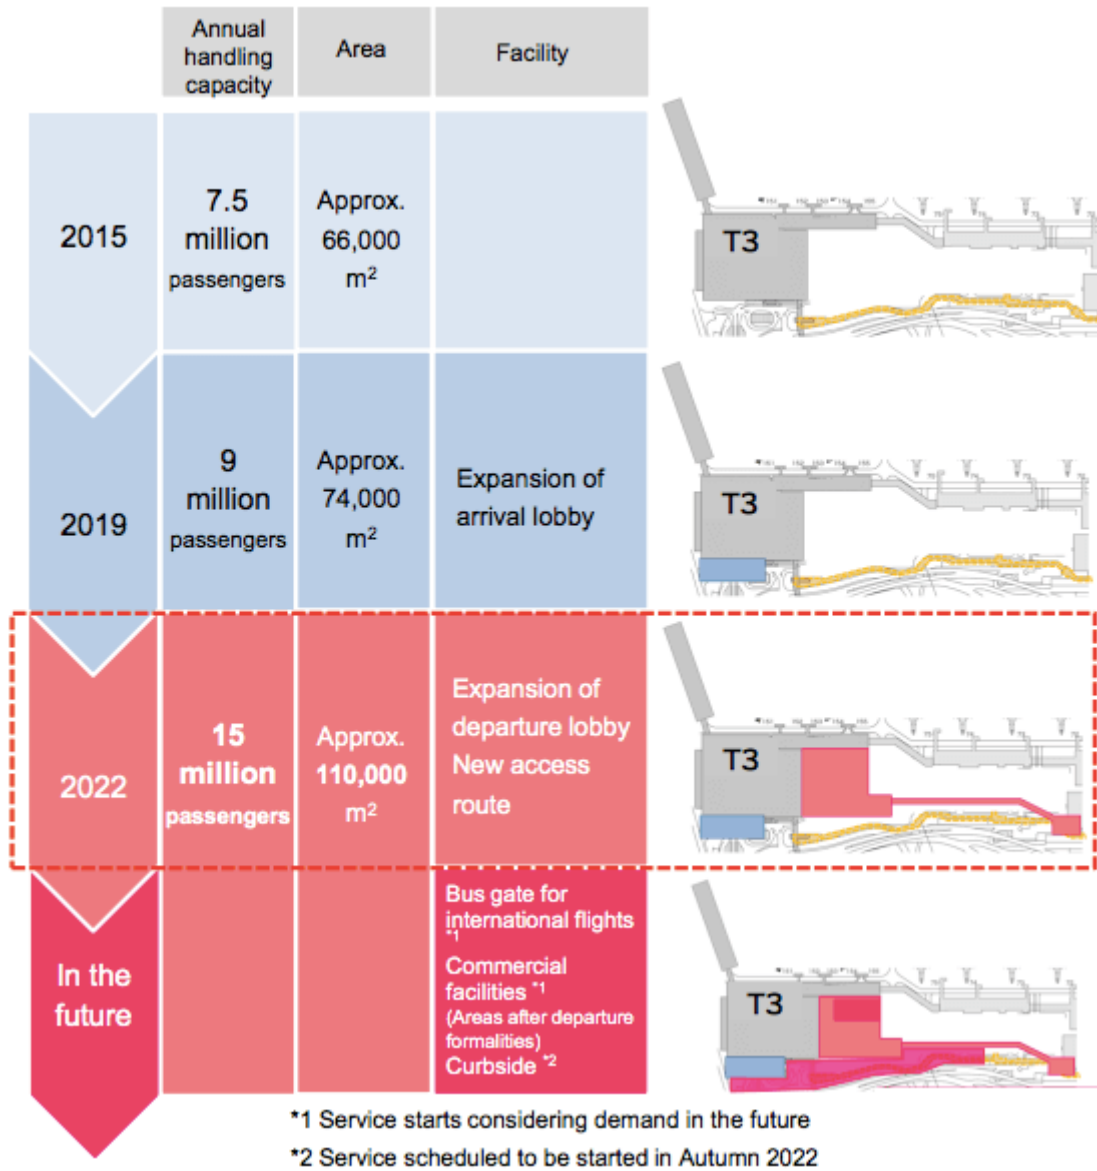 Annual
handling
capacity
Area
Facility
2015
7.5
million
passengers
Approx.
66,000
m²
T3
2019
9
million
passengers
Approx.
74,000
m²
Expansion of
arrival lobby
T3
2022
15
million
passengers
Approx.
110,000
m²
Expansion of
departure lobby
New access
route
T3
In the
future
Bus gate for
international flights
*1
Commercial
facilities *1
(Areas after departure
formalities)
Curbside *2
T3
*1 Service starts considering demand in the future
*2 Service scheduled to be started in Autumn 2022